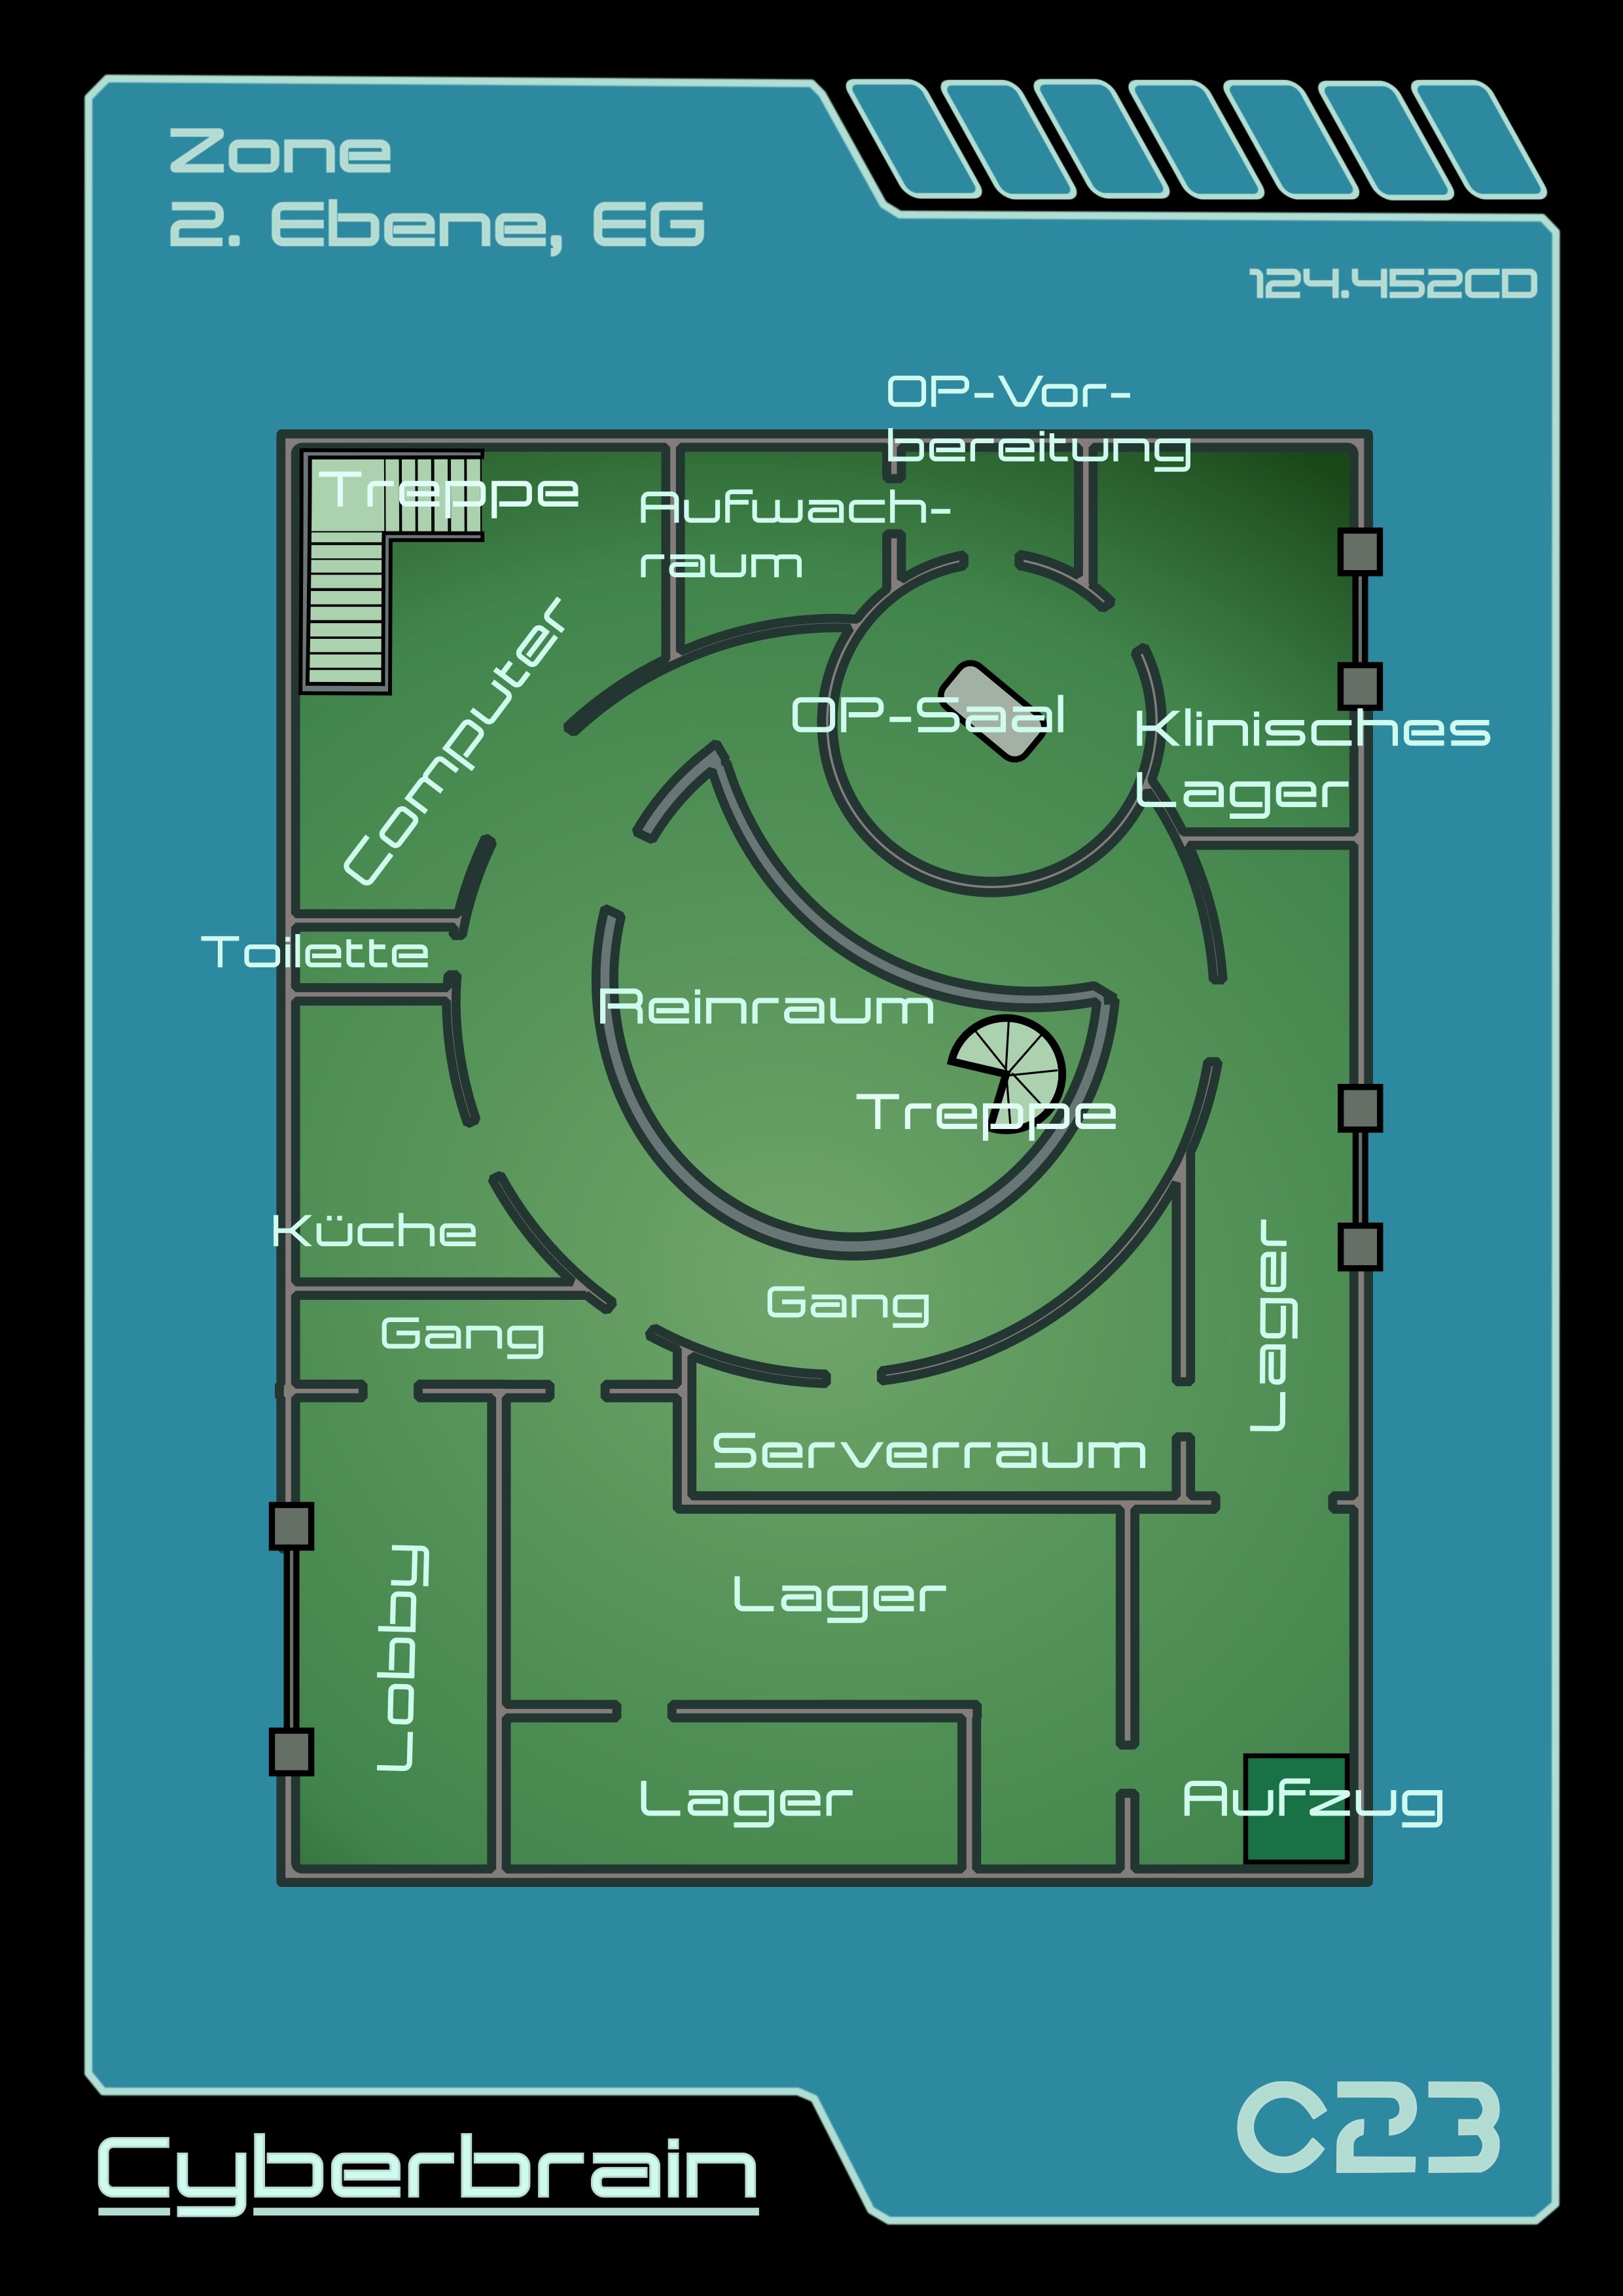 Zone
2. Ebene, EG
124.452CD
OP-Vor-
bereitung
Treppe
Aufwach-
raum
Computer
OP-Saal
Klinisches
Lager
Toilette
Reinraum
Treppe
Küche
Gang
Gang
Lager
Serverraum
Lobby
Lager
Lager
Aufzug
C23
Cyberbrain